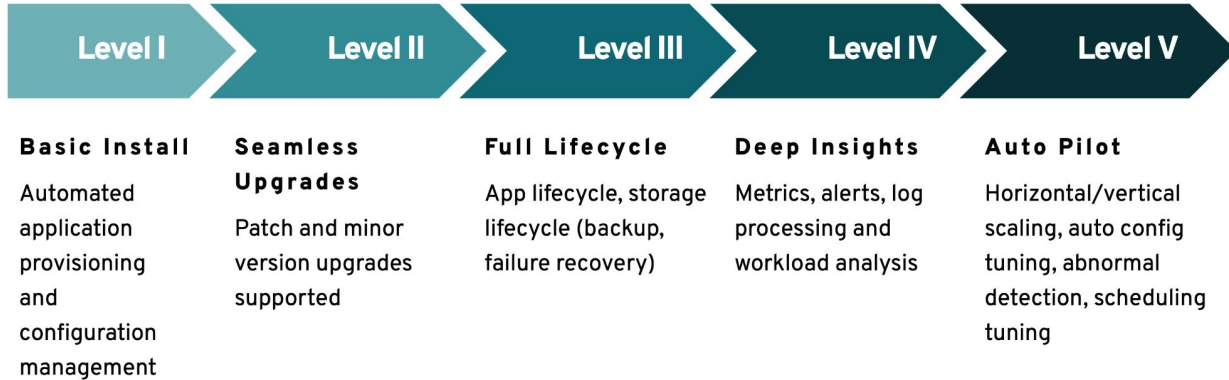 Level I
Level II
Level III
Level IV
Level V
Basic Install
Automated
application
provisioning
and
configuration
management
Seamless
Upgrades
Patch and minor
version upgrades
supported
Full Lifecycle
App lifecycle, storage
lifecycle (backup,
failure recovery)
Deep Insights
Metrics, alerts, log
processing and
workload analysis
Auto Pilot
Horizontal/vertical
scaling, auto config
tuning, abnormal
detection, scheduling
tuning